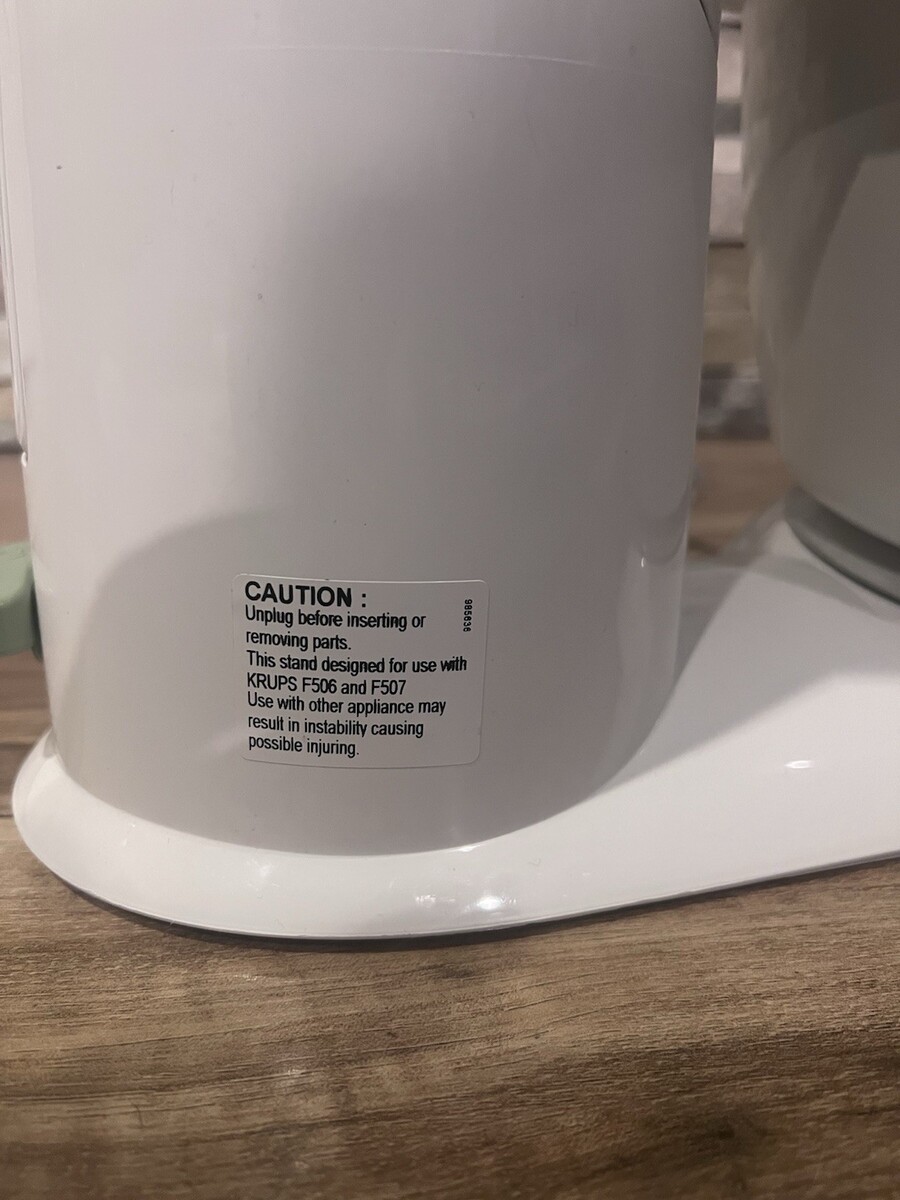 CAUTION :
Unplug before inserting or
removing parts.
This stand designed for use with
KRUPS F506 and F507
Use with other appliance may
result in instability causing
possible injuring.
985636